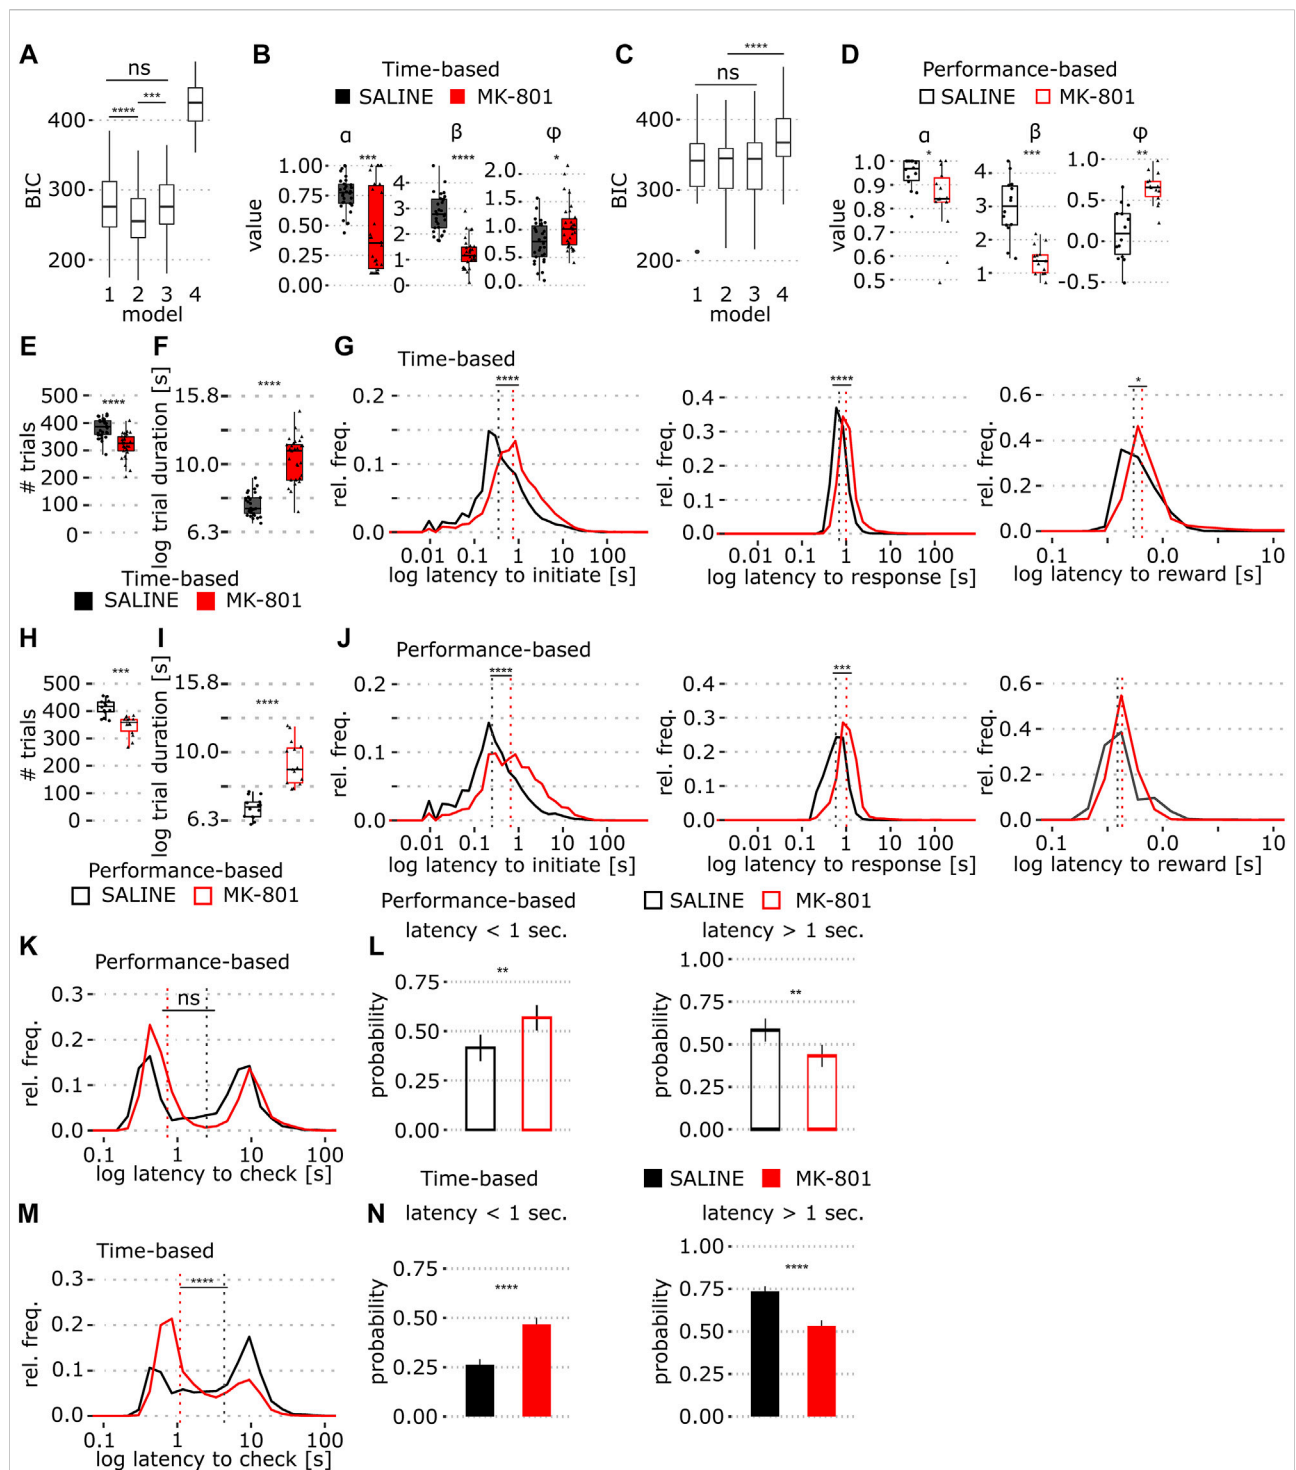 A
B
C
D
Time-based
SALINE MK-801
Performance-based
SALINE MK-801
ns
**** ***
400
300
200
BIC
1 2 3 4
model
α β φ
*** **** *
value
1.00
0.75
0.50
0.25
0.00
4
3
2
1
0
2.0
1.5
1.0
0.5
0.0
****
ns
400
300
200
BIC
1 2 3 4
model
α β φ
* *** **
value
1.0
0.9
0.8
0.7
0.6
0.5
4
3
2
1
1.0
0.5
0.0
-0.5
E
F
G
Time-based
****
# trials
500
400
300
200
100
0
****
log trial duration [s]
15.8
10.0
6.3
Time-based
SALINE MK-801
****
rel. freq.
0.2
0.1
0.0
0.01 0.1 1 10 100
log latency to initiate [s]
****
rel. freq.
0.4
0.3
0.2
0.1
0.0
0.01 0.1 1 10 100
log latency to response [s]
*
rel. freq.
0.6
0.4
0.2
0.0
0.1 0.0 10
log latency to reward [s]
H
I
J
Performance-based
***
# trials
500
400
300
200
100
0
****
log trial duration [s]
15.8
10.0
6.3
Performance-based
SALINE MK-801
****
rel. freq.
0.2
0.1
0.0
0.01 0.1 1 10 100
log latency to initiate [s]
***
rel. freq.
0.4
0.3
0.2
0.1
0.0
0.01 0.1 1 10 100
log latency to response [s]
rel. freq.
0.6
0.4
0.2
0.0
0.1 0.0 10
log latency to reward [s]
K
Performance-based
ns
rel. freq.
0.3
0.2
0.1
0.0
0.1 1 10 100
log latency to check [s]
L
Performance-based
SALINE MK-801
latency < 1 sec.
**
probability
0.75
0.50
0.25
0.00
latency > 1 sec.
**
probability
1.00
0.75
0.50
0.25
0.00
M
Time-based
****
rel. freq.
0.3
0.2
0.1
0.0
0.1 1 10 100
log latency to check [s]
N
Time-based
SALINE MK-801
latency < 1 sec.
****
probability
0.75
0.50
0.25
0.00
latency > 1 sec.
****
probability
1.00
0.75
0.50
0.25
0.00